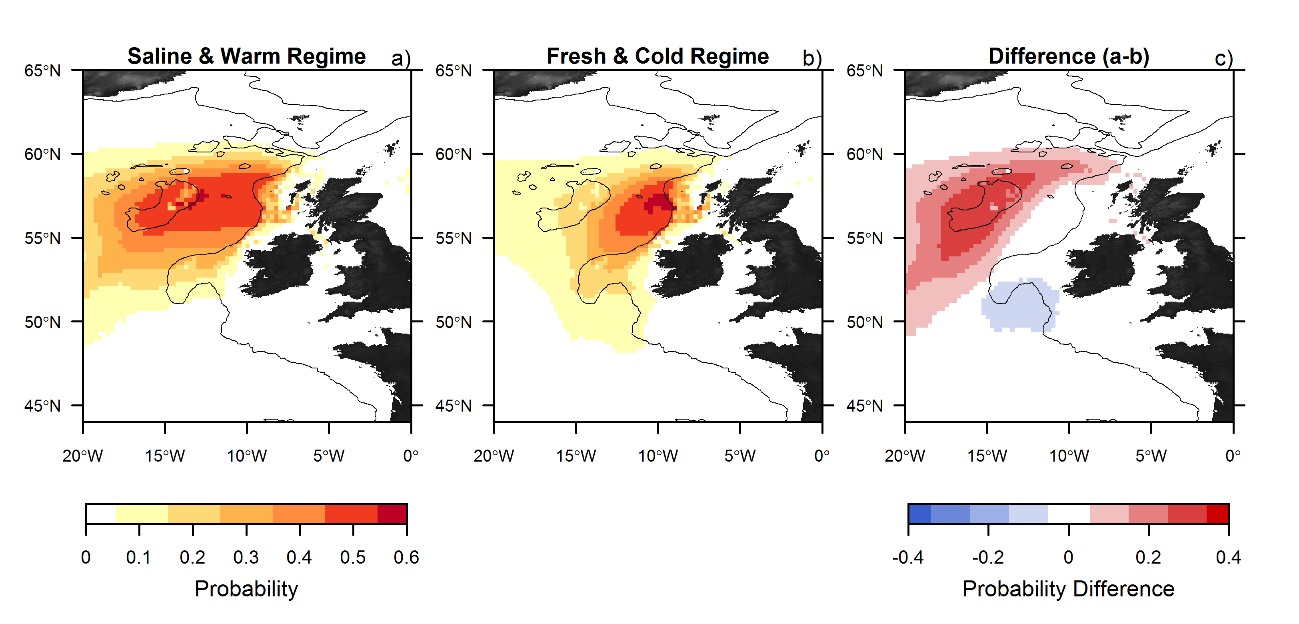 Saline & Warm Regime a)
Fresh & Cold Regime b)
Difference (a-b) c)
65°N
60°N
55°N
50°N
45°N
20°W 15°W 10°W 5°W 0°
65°N
60°N
55°N
50°N
45°N
20°W 15°W 10°W 5°W 0°
65°N
60°N
55°N
50°N
45°N
20°W 15°W 10°W 5°W 0°
0 0.1 0.2 0.3 0.4 0.5 0.6
Probability
-0.4 -0.2 0 0.2 0.4
Probability Difference